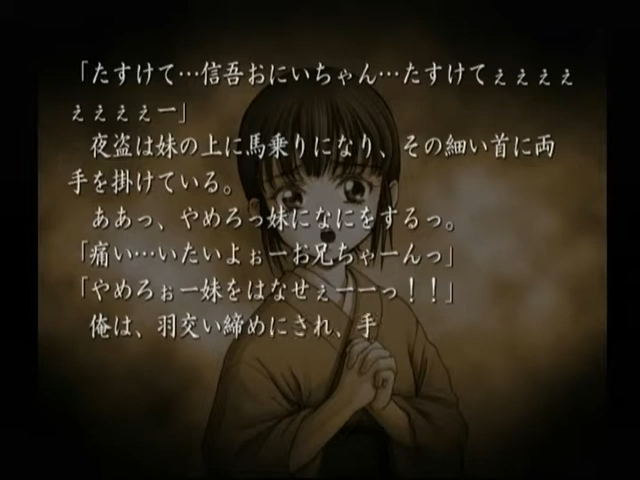 「たすけて…信吾おにいちゃん…たすけてぇぇぇぇ
ぇぇぇぇー」
　夜盗は妹の上に馬乗りになり、その細い首に両
手を掛けている。
　ああっ、やめろっ妹になにをするっ。
「痛い…いたいよぉーお兄ちゃーんっ」
「やめろぉー妹をはなせぇーーっ！！」
　俺は、羽交い締めにされ、手